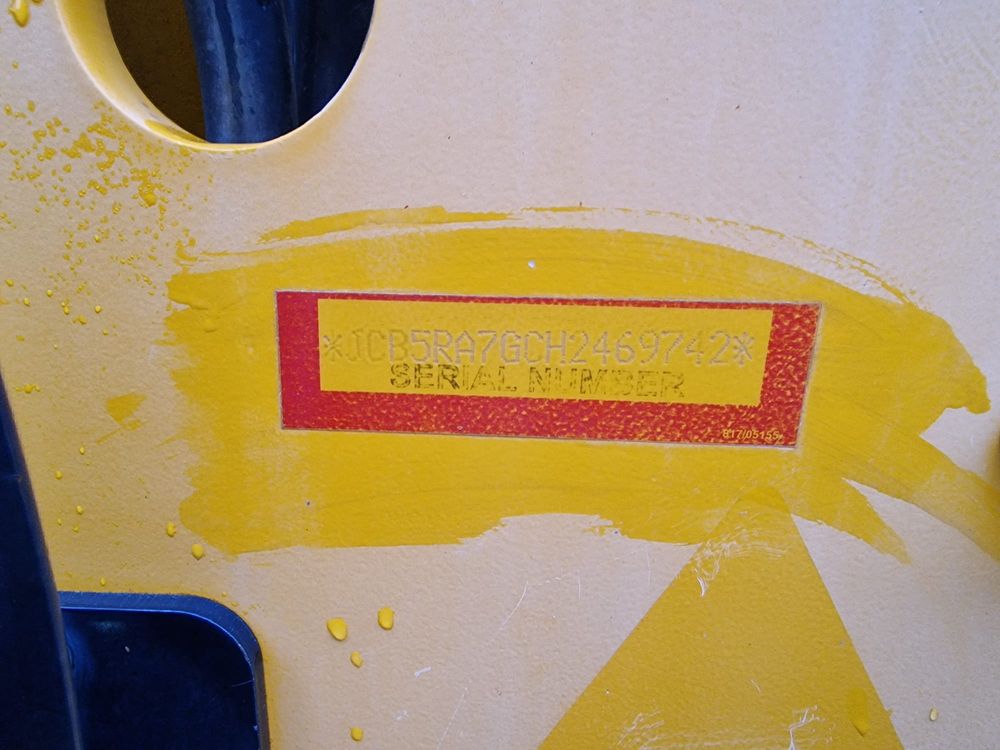 *JCB5RA7GCH2469742*
SERIAL NUMBER
817/05155